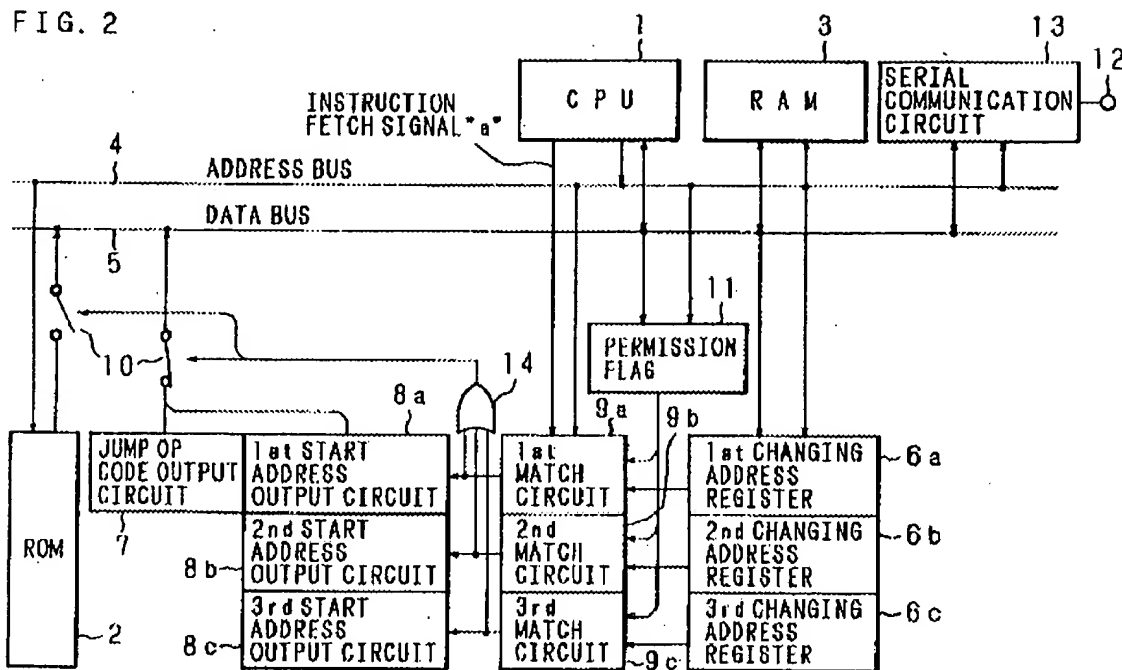 FIG. 2
1
3
13
12
CPU
RAM
SERIAL
COMMUNICATION
CIRCUIT
INSTRUCTION
FETCH SIGNAL "a"
4
ADDRESS BUS
DATA BUS
5
11
PERMISSION
FLAG
10
14
8a
9a
9b
ROM
2
JUMP OP
CODE OUTPUT
CIRCUIT
7
1st START
ADDRESS
OUTPUT CIRCUIT
2nd START
ADDRESS
OUTPUT CIRCUIT
8b
3rd START
ADDRESS
OUTPUT CIRCUIT
8c
1st
MATCH
CIRCUIT
2nd
MATCH
CIRCUIT
3rd
MATCH
CIRCUIT
9c
1st CHANGING
ADDRESS
REGISTER
6a
2nd CHANGING
ADDRESS
REGISTER
6b
3rd CHANGING
ADDRESS
REGISTER
6c